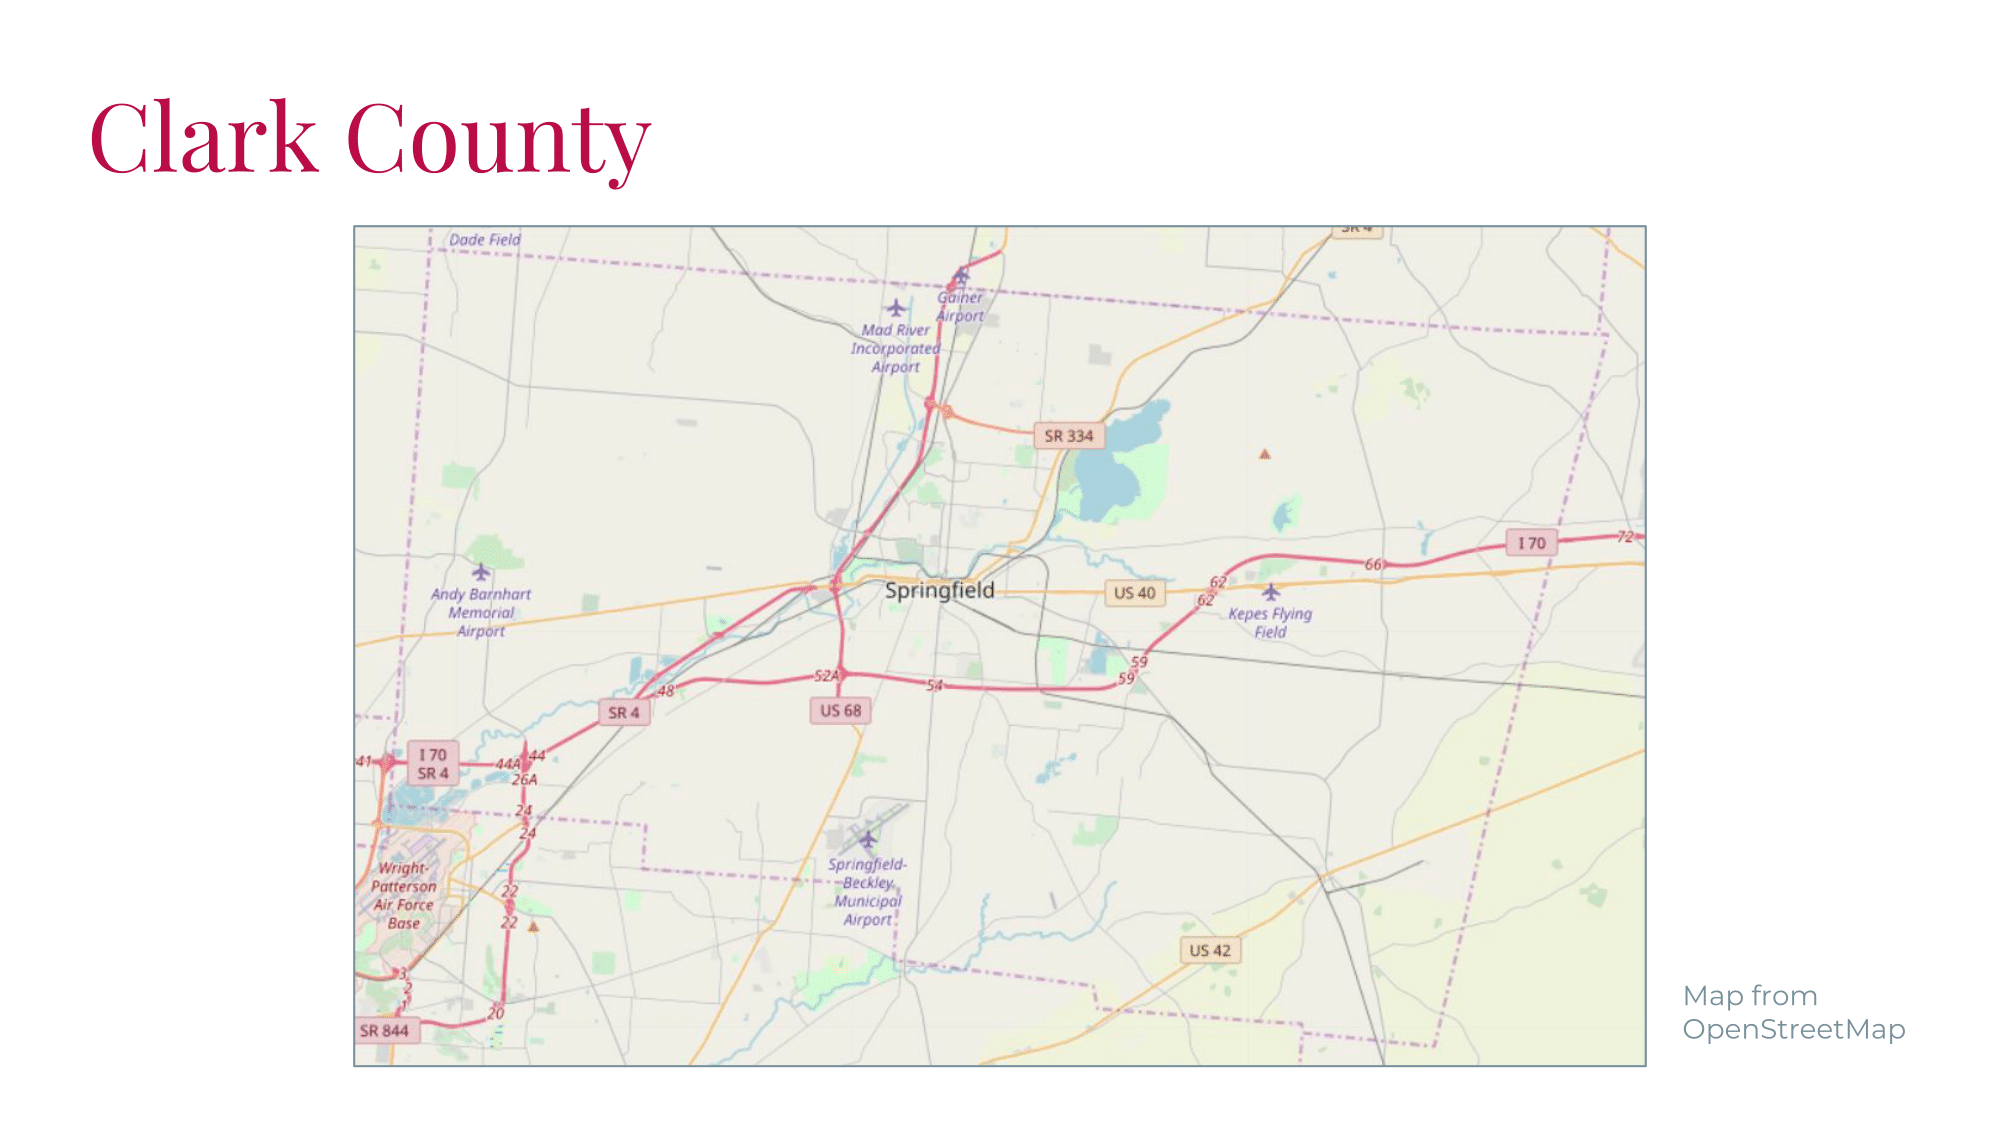 Clark County
Dade Field
SR 4
Gainer
Airport
Mad River
Incorporated
Airport
SR 334
I 70
72
66
62
62
Springfield
US 40
Kepes Flying
Field
Andy Barnhart
Memorial
Airport
59
59
52A
54
48
SR 4
US 68
41
I 70
SR 4
44A
44
26A
24
24
Springfield-
Beckley
Municipal
Airport
Wright-
Patterson
Air Force
Base
22
22
US 42
3
2
1
20
SR 844
Map from
OpenStreetMap